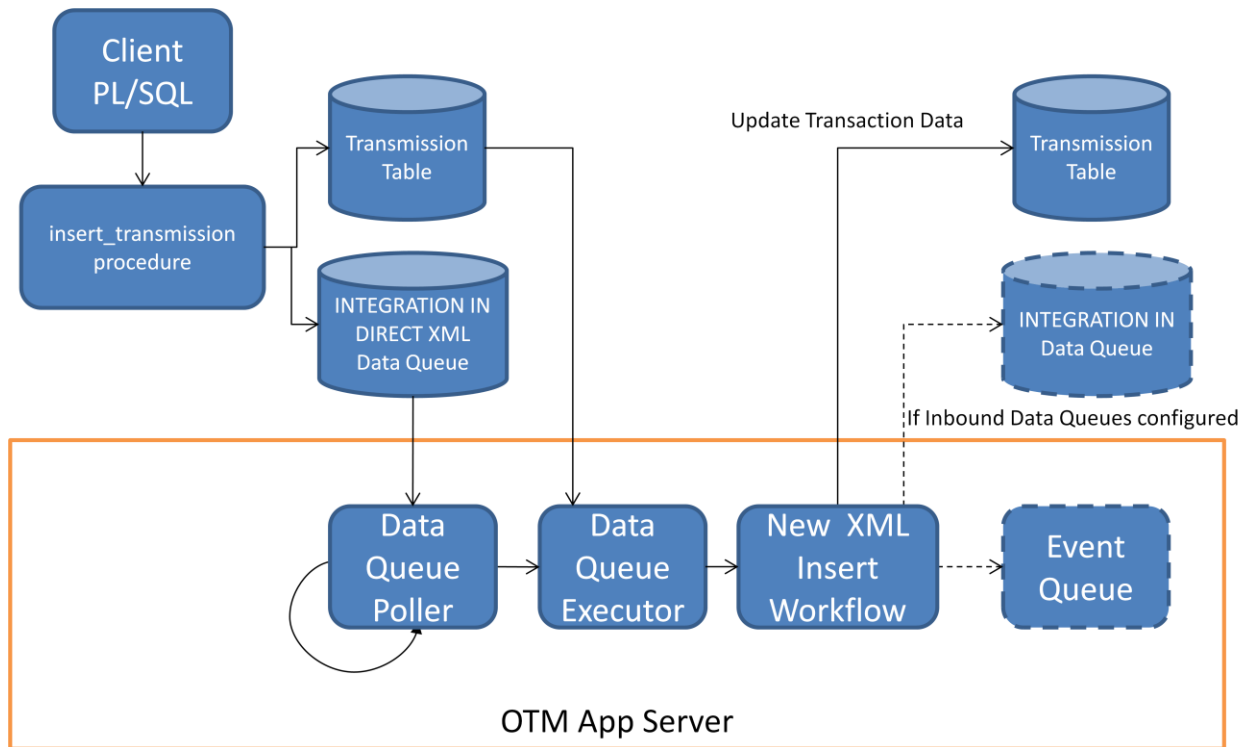 Client
PL/SQL
insert_transmission
procedure
Transmission
Table
INTEGRATION IN
DIRECT XML
Data Queue
Update Transaction Data
Transmission
Table
INTEGRATION IN
Data Queue
If Inbound Data Queues configured
Data
Queue
Poller
Data
Queue
Executor
New XML
Insert
Workflow
Event
Queue
OTM App Server